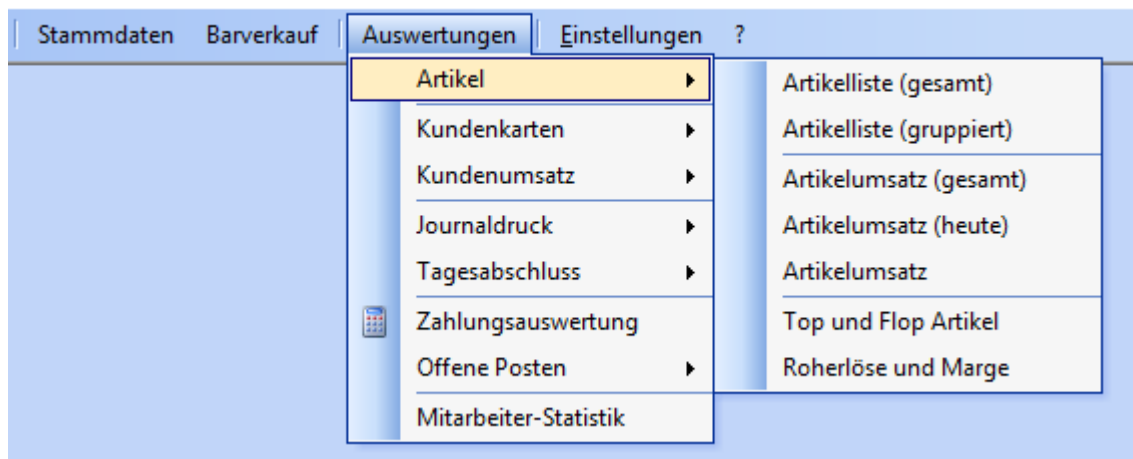 Stammdaten Barverkauf Auswertungen Einstellungen ?
Artikel
Kundenkarten
Kundenumsatz
Journaldruck
Tagesabschluss
Zahlungsauswertung
Offene Posten
Mitarbeiter-Statistik
Artikelliste (gesamt)
Artikelliste (gruppiert)
Artikelumsatz (gesamt)
Artikelumsatz (heute)
Artikelumsatz
Top und Flop Artikel
Roherlöse und Marge